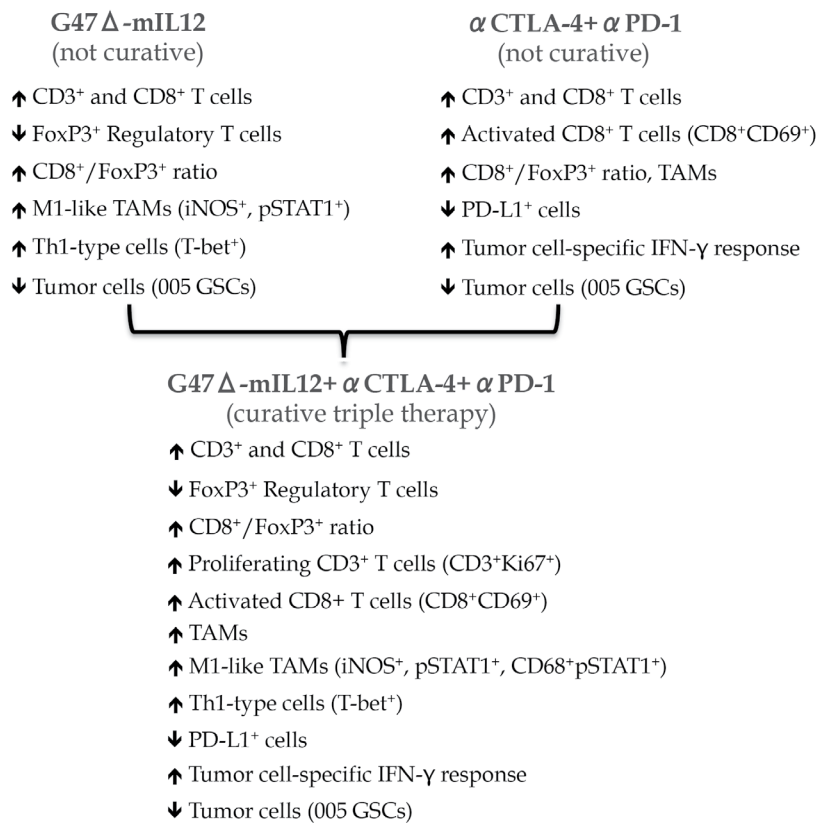 G47Δ-mIL12
(not curative)
↑ CD3⁺ and CD8⁺ T cells
↓ FoxP3⁺ Regulatory T cells
↑ CD8⁺/FoxP3⁺ ratio
↑ M1-like TAMs (iNOS⁺, pSTAT1⁺)
↑ Th1-type cells (T-bet⁺)
↓ Tumor cells (005 GSCs)
αCTLA-4+αPD-1
(not curative)
↑ CD3⁺ and CD8⁺ T cells
↑ Activated CD8⁺ T cells (CD8⁺CD69⁺)
↑ CD8⁺/FoxP3⁺ ratio, TAMs
↓ PD-L1⁺ cells
↑ Tumor cell-specific IFN-γ response
↓ Tumor cells (005 GSCs)
G47Δ-mIL12+αCTLA-4+αPD-1
(curative triple therapy)
↑ CD3⁺ and CD8⁺ T cells
↓ FoxP3⁺ Regulatory T cells
↑ CD8⁺/FoxP3⁺ ratio
↑ Proliferating CD3⁺ T cells (CD3⁺Ki67⁺)
↑ Activated CD8+ T cells (CD8⁺CD69⁺)
↑ TAMs
↑ M1-like TAMs (iNOS⁺, pSTAT1⁺, CD68⁺pSTAT1⁺)
↑ Th1-type cells (T-bet⁺)
↓ PD-L1⁺ cells
↑ Tumor cell-specific IFN-γ response
↓ Tumor cells (005 GSCs)